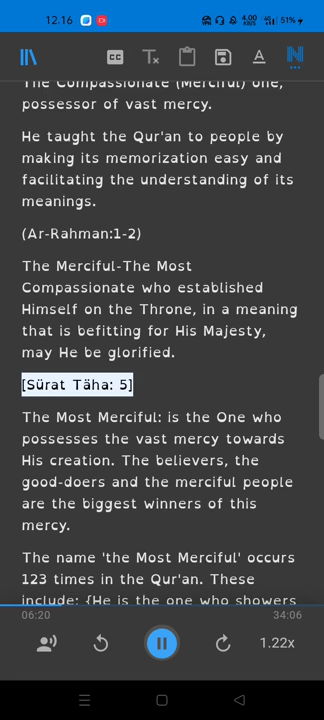 12.16
4.00
KB/S
4G
51%
CC
The Compassionate (Merciful) one,
possessor of vast mercy.
He taught the Qur'an to people by
making its memorization easy and
facilitating the understanding of its
meanings.
(Ar-Rahman:1-2)
The Merciful-The Most
Compassionate who established
Himself on the Throne, in a meaning
that is befitting for His Majesty,
may He be glorified.
[Sürat Täha: 5]
The Most Merciful: is the One who
possesses the vast mercy towards
His creation. The believers, the
good-doers and the merciful people
are the biggest winners of this
mercy.
The name 'the Most Merciful' occurs
123 times in the Qur'an. These
include: {He is the one who showers
06:20
34:06
1.22x